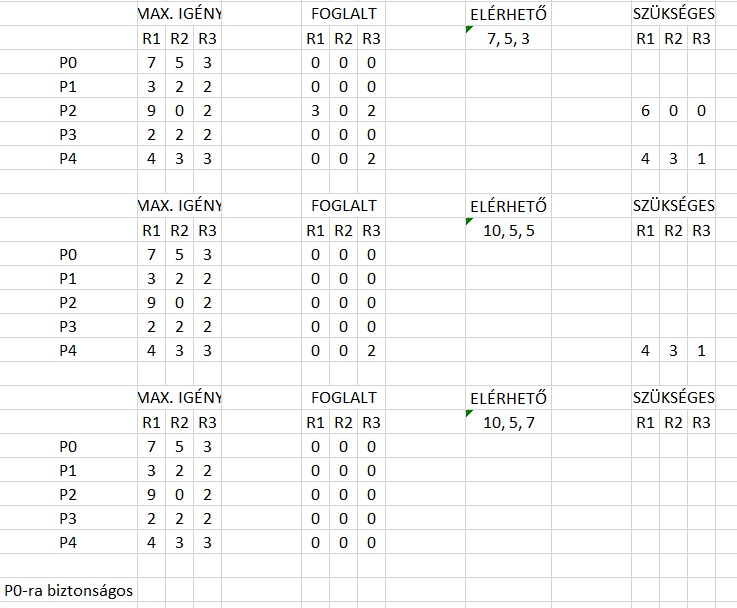 MAX. IGÉNY FOGLALT ELÉRHETŐ SZÜKSÉGES
R1 R2 R3 R1 R2 R3 7, 5, 3 R1 R2 R3
P0 7 5 3 0 0 0
P1 3 2 2 0 0 0
P2 9 0 2 3 0 2 6 0 0
P3 2 2 2 0 0 0
P4 4 3 3 0 0 2 4 3 1
MAX. IGÉNY FOGLALT ELÉRHETŐ SZÜKSÉGES
R1 R2 R3 R1 R2 R3 10, 5, 5 R1 R2 R3
P0 7 5 3 0 0 0
P1 3 2 2 0 0 0
P2 9 0 2 0 0 0
P3 2 2 2 0 0 0
P4 4 3 3 0 0 2 4 3 1
MAX. IGÉNY FOGLALT ELÉRHETŐ SZÜKSÉGES
R1 R2 R3 R1 R2 R3 10, 5, 7 R1 R2 R3
P0 7 5 3 0 0 0
P1 3 2 2 0 0 0
P2 9 0 2 0 0 0
P3 2 2 2 0 0 0
P4 4 3 3 0 0 0
P0-ra biztonságos